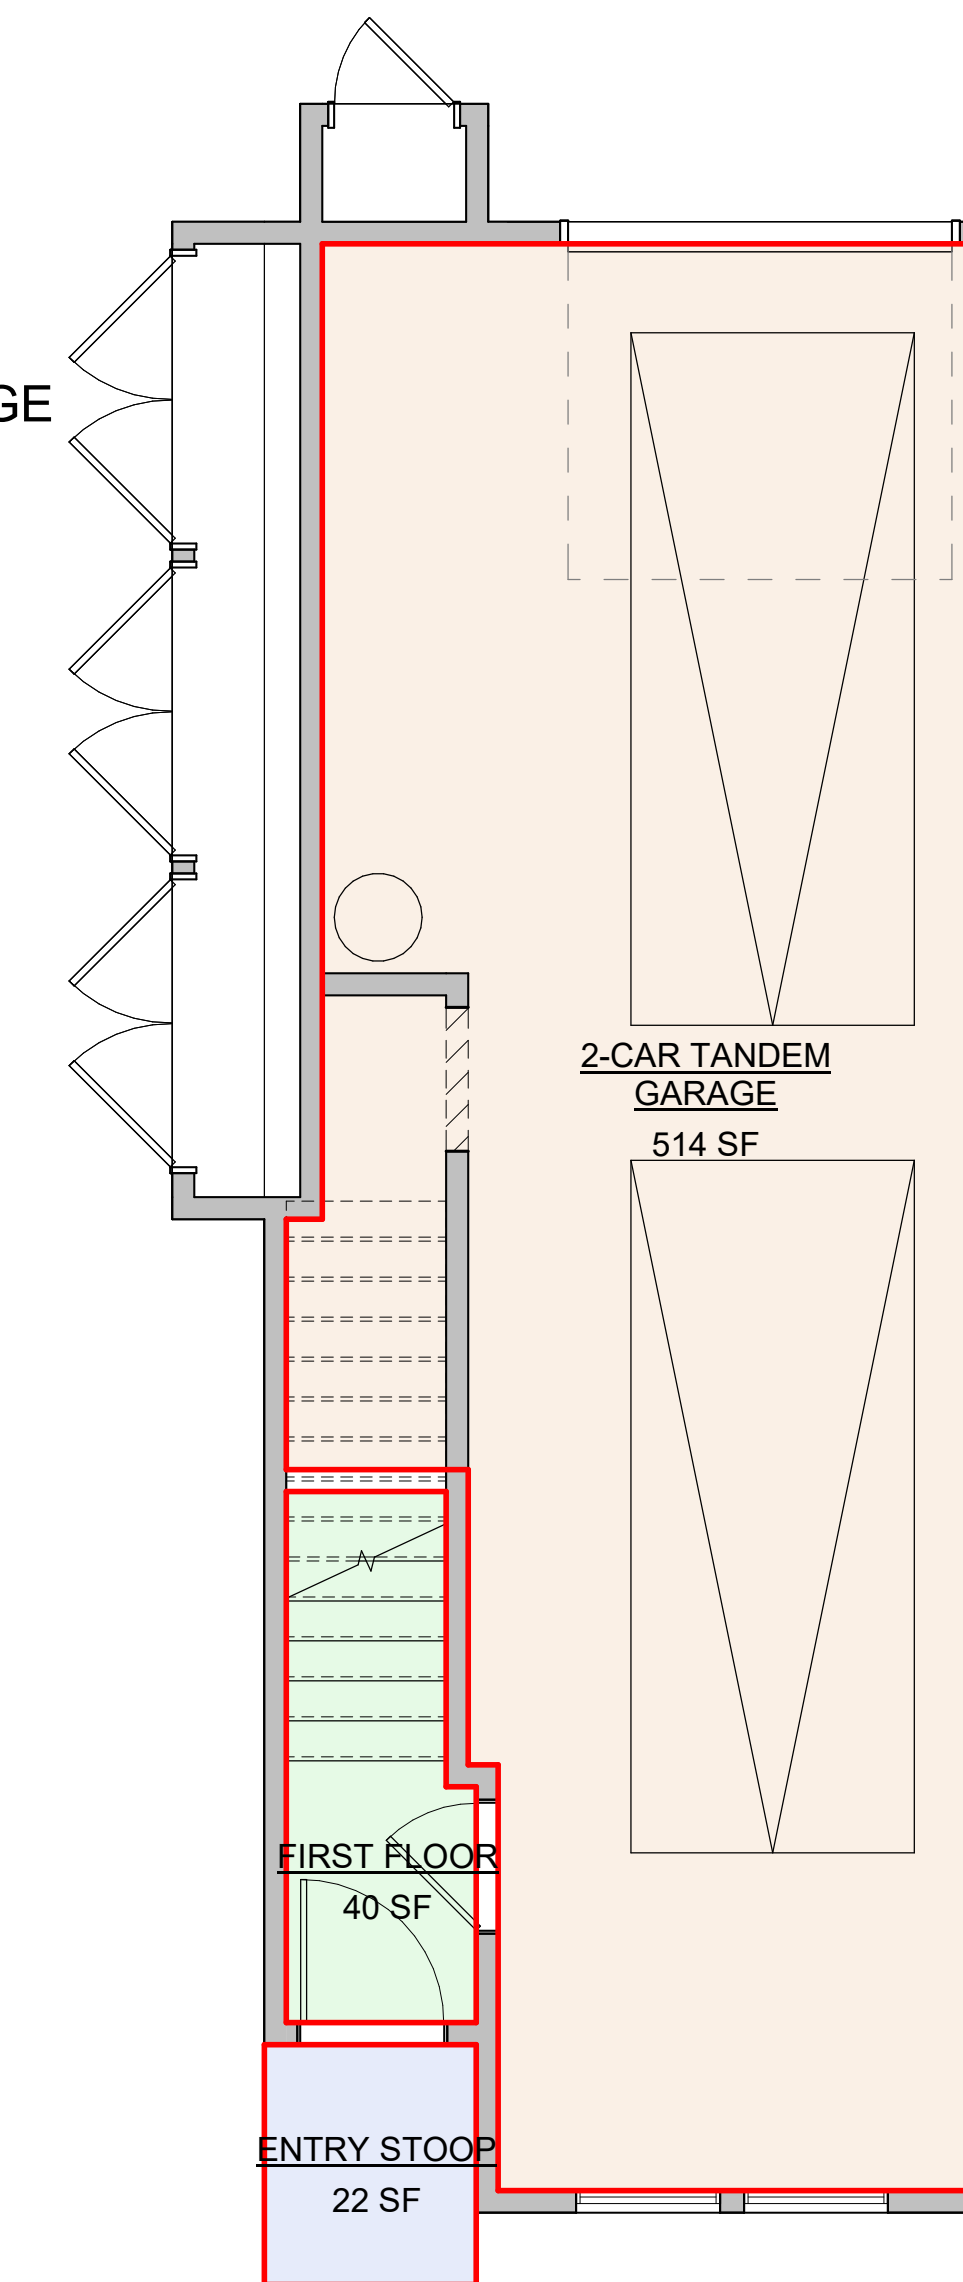 GE
2-CAR TANDEM
GARAGE
514 SF
FIRST FLOOR
40 SF
ENTRY STOOP
22 SF